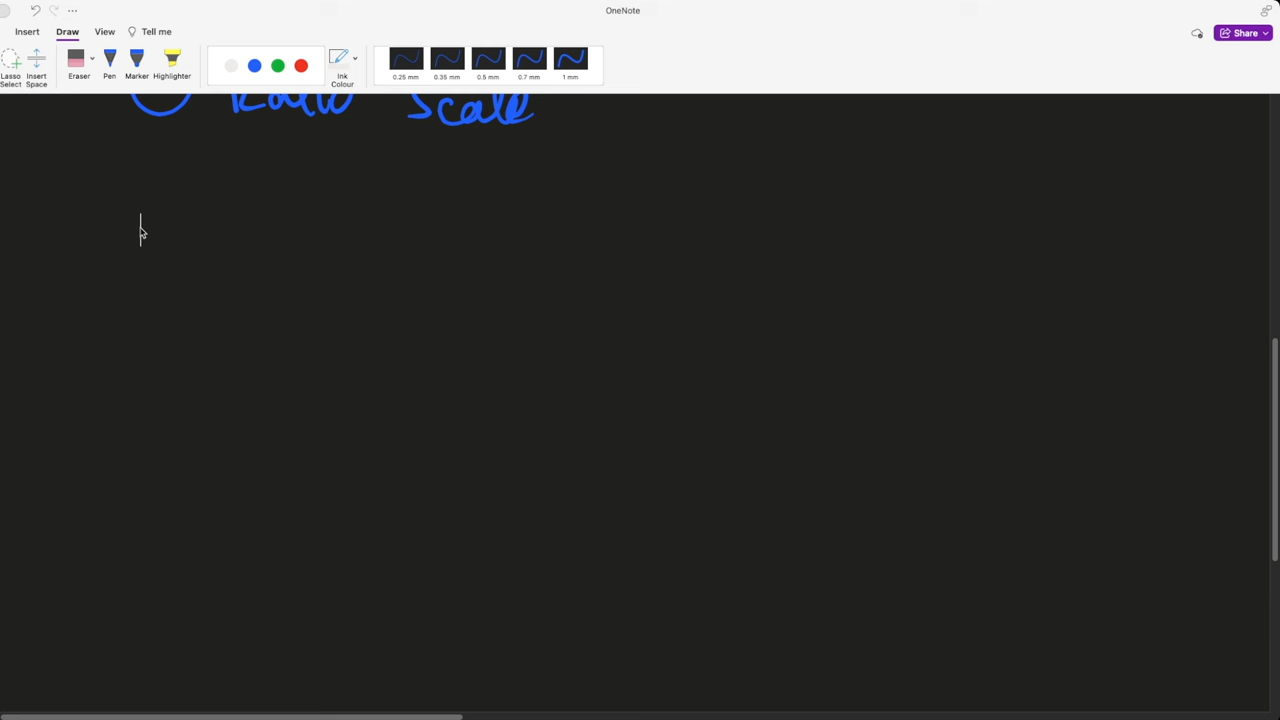 OneNote
Insert Draw View Tell me Share
Lasso Select Insert Space Eraser Pen Marker Highlighter Ink Colour 0.25 mm 0.35 mm 0.5 mm 0.7 mm 1 mm
Ratio Scale